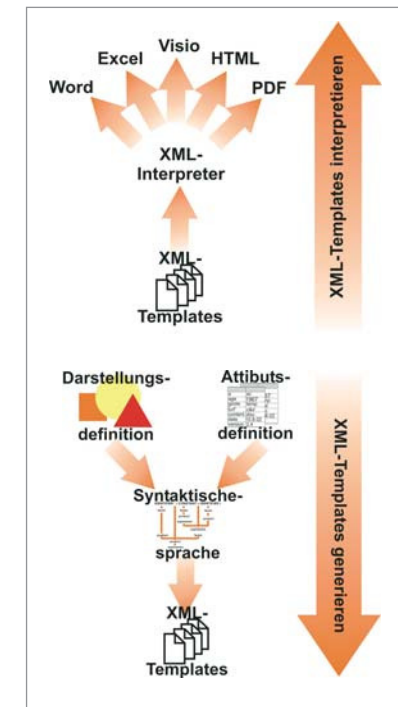 Visio
Excel HTML
Word PDF
XML-
Interpreter
XML-
Templates
XML-Templates interpretieren
Darstellungs-
definition
Attibuts-
definition
Syntaktische-
sprache
XML-
Templates
XML-Templates generieren